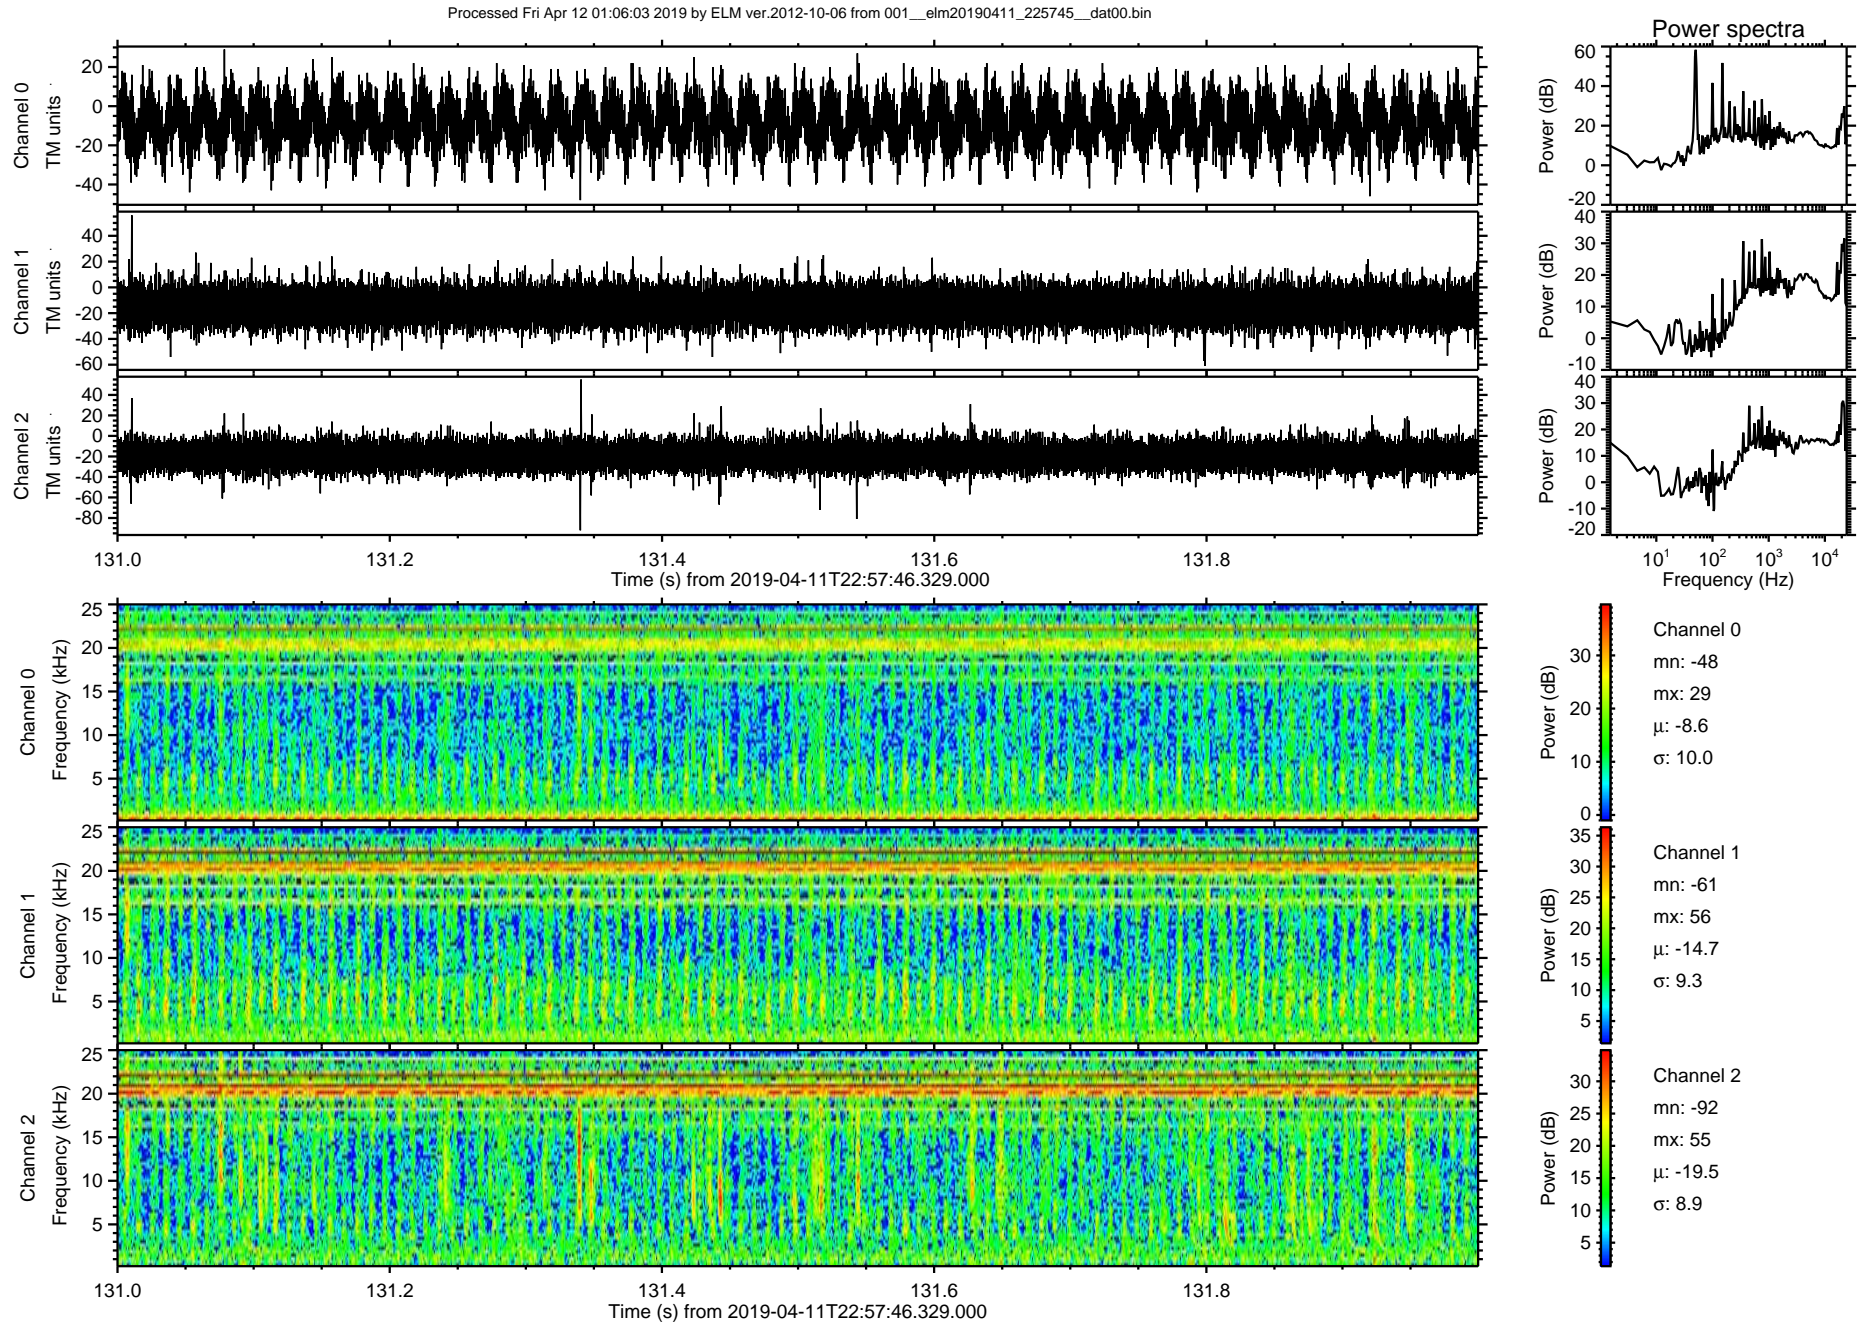 Processed Fri Apr 12 01:06:03 2019 by ELM ver.2012-10-06 from 001__elm20190411_225745__dat00.bin
Power spectra
Channel 0
TM units
20
0
-20
-40
Power (dB)
60
40
20
0
-20
Channel 1
TM units
40
20
0
-20
-40
-60
Power (dB)
40
30
20
10
0
-10
Channel 2
TM units
40
20
0
-20
-40
-60
-80
Power (dB)
40
30
20
10
0
-10
-20
131.0 131.2 131.4 131.6 131.8
Time (s) from 2019-04-11T22:57:46.329.000
10¹ 10² 10³ 10⁴
Frequency (Hz)
Channel 0
Frequency (kHz)
25
20
15
10
5
Power (dB)
30
20
10
0
Channel 0
mn: -48
mx: 29
µ: -8.6
σ: 10.0
Channel 1
Frequency (kHz)
25
20
15
10
5
Power (dB)
35
30
25
20
15
10
5
Channel 1
mn: -61
mx: 56
µ: -14.7
σ: 9.3
Channel 2
Frequency (kHz)
25
20
15
10
5
Power (dB)
30
25
20
15
10
5
Channel 2
mn: -92
mx: 55
µ: -19.5
σ: 8.9
131.0 131.2 131.4 131.6 131.8
Time (s) from 2019-04-11T22:57:46.329.000